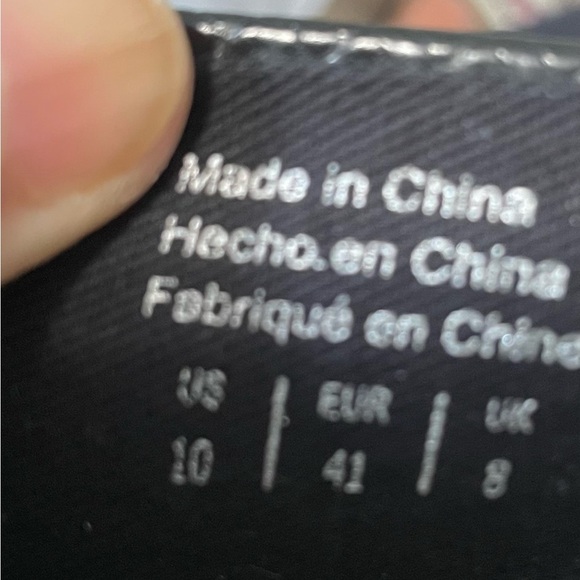 Made in China
Hecho.en China
Fabriqué en Chine
US | EUR | UK
10 | 41 | 8